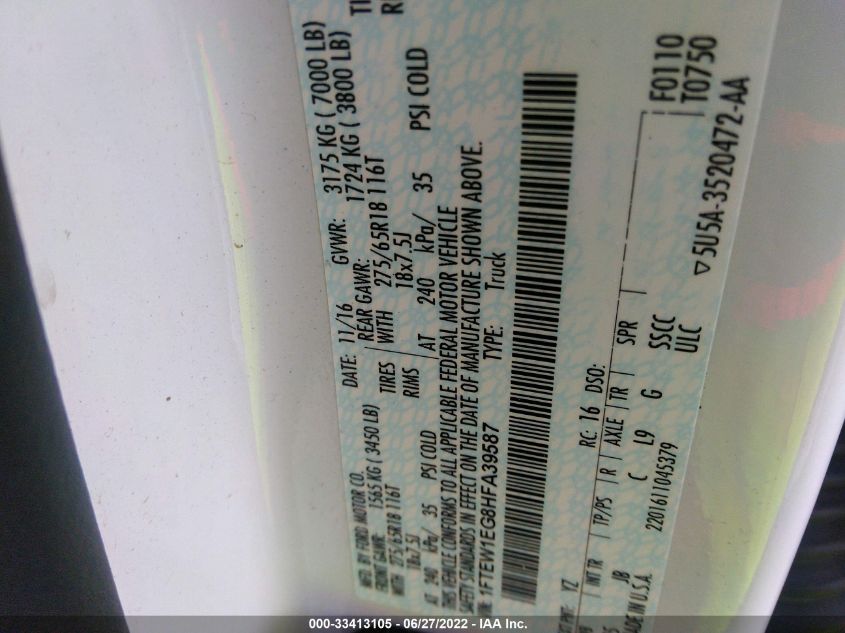 MFD. BY FORD MOTOR CO.
DATE: 11/16 GVWR: 3175 KG ( 7000 LB)
FRONT GAWR: 1565 KG ( 3450 LB) REAR GAWR: 1724 KG ( 3800 LB)
WITH 275/65R18 116T TIRES WITH 275/65R18 116T
18x7.5J RIMS 18x7.5J
AT 240 kPa/ 35 PSI COLD AT 240 kPa/ 35 PSI COLD
THIS VEHICLE CONFORMS TO ALL APPLICABLE FEDERAL MOTOR VEHICLE
SAFETY STANDARDS IN EFFECT ON THE DATE OF MANUFACTURE SHOWN ABOVE.
VIN: 1FTEW1EG8HFA39587 TYPE: Truck
F0110
T0750
YZ RC: 16 DSO:
INT TR TP/PS R AXLE TR SPR
JB C L9 G SSCC
ULC
2201611045379
▽5U5A-3520472-AA
000-33413105 - 06/27/2022 - IAA Inc.